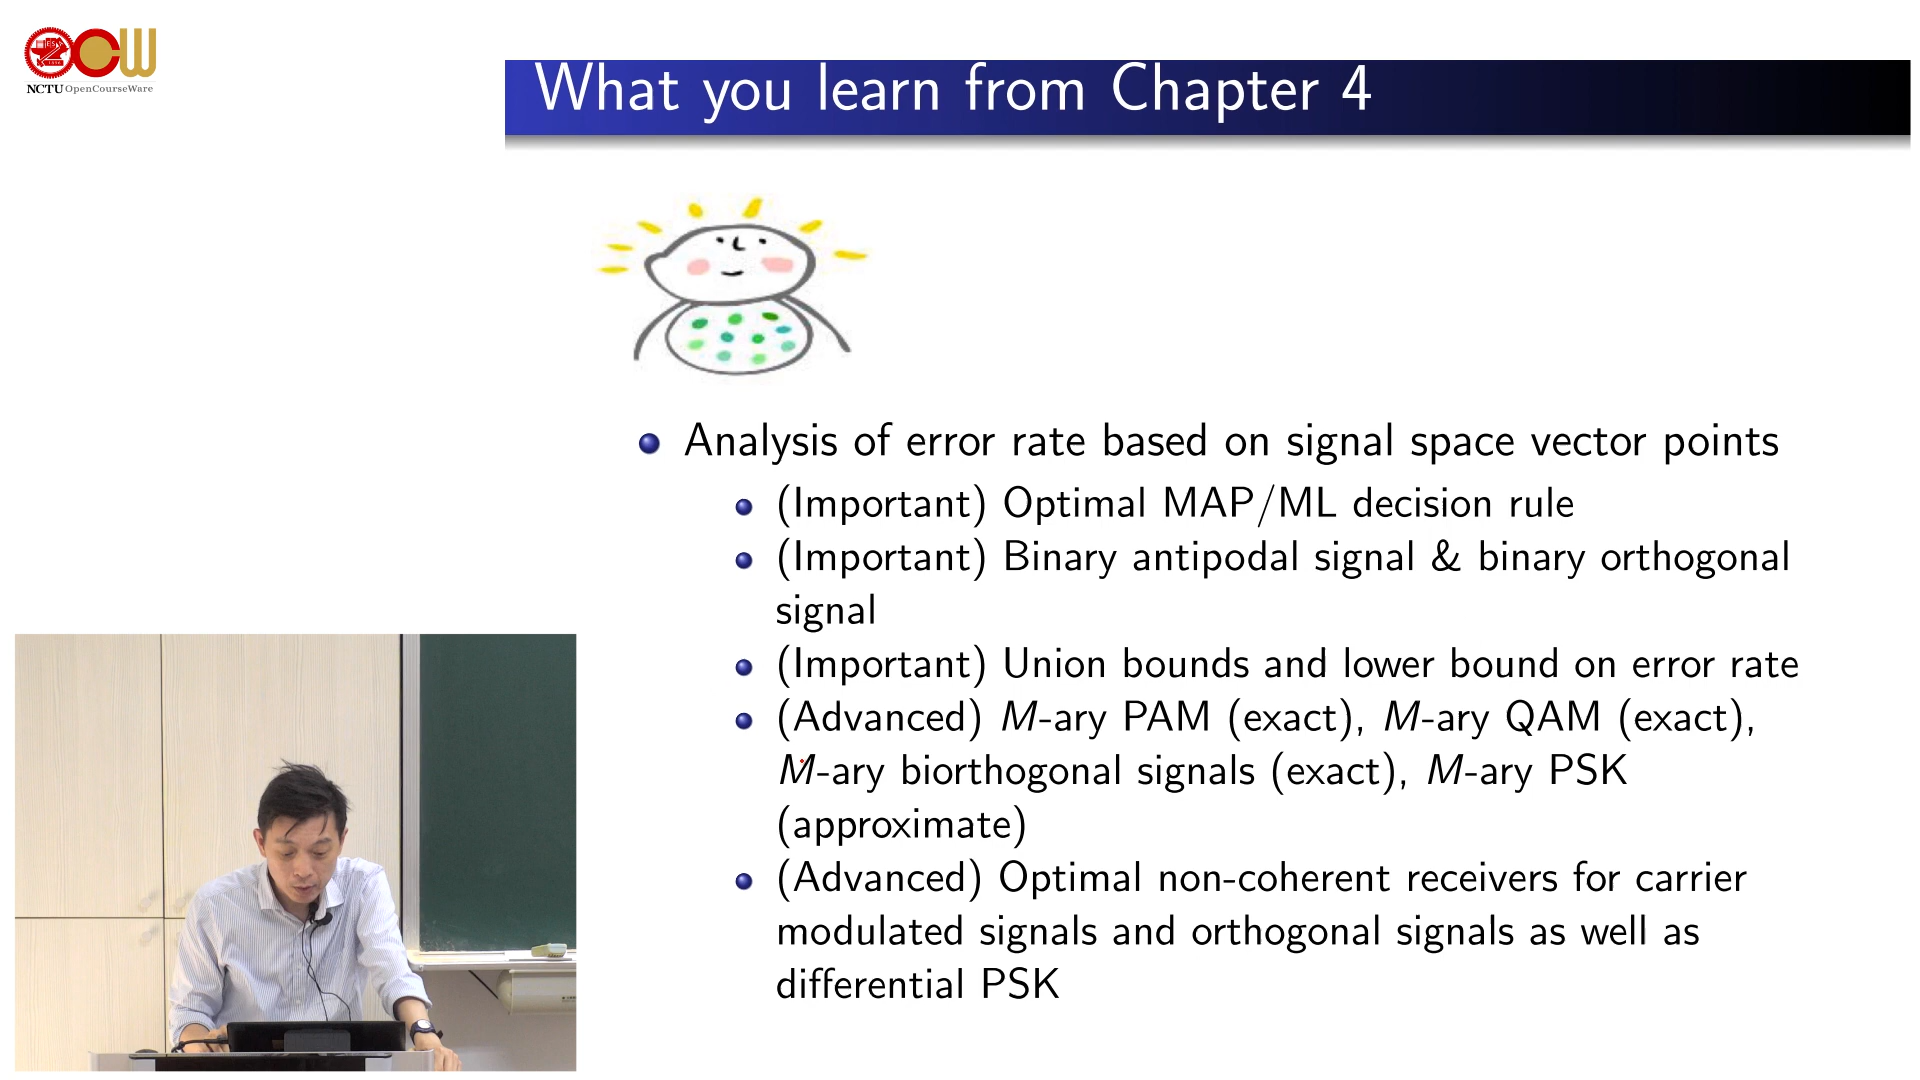 NCTU OpenCourseWare
What you learn from Chapter 4
Analysis of error rate based on signal space vector points
(Important) Optimal MAP/ML decision rule
(Important) Binary antipodal signal & binary orthogonal
signal
(Important) Union bounds and lower bound on error rate
(Advanced) M-ary PAM (exact), M-ary QAM (exact),
M-ary biorthogonal signals (exact), M-ary PSK
(approximate)
(Advanced) Optimal non-coherent receivers for carrier
modulated signals and orthogonal signals as well as
differential PSK